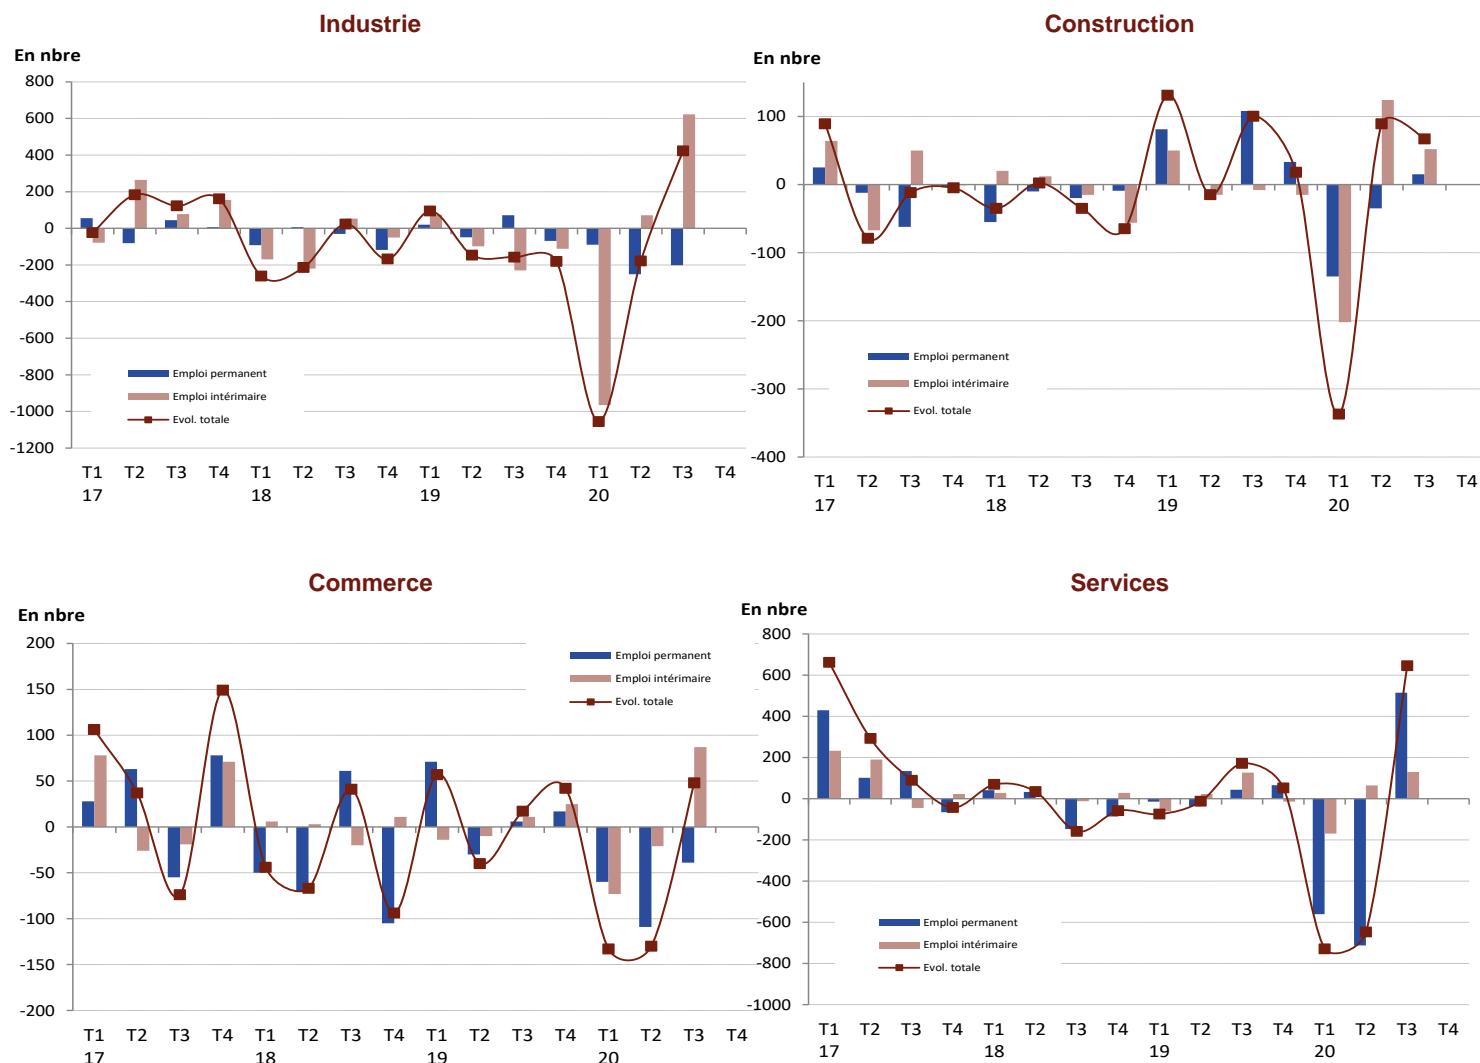 Industrie
En nbre
800
600
400
200
0
-200
-400
-600
-800
-1000
-1200
Emploi permanent
Emploi intérimaire
Evol. totale
T1 T2 T3 T4 T1 T2 T3 T4 T1 T2 T3 T4 T1 T2 T3 T4
17 18 19 20
Construction
En nbre
100
0
-100
-200
-300
-400
Emploi permanent
Emploi intérimaire
Evol. totale
T1 T2 T3 T4 T1 T2 T3 T4 T1 T2 T3 T4 T1 T2 T3 T4
17 18 19 20
Commerce
En nbre
200
150
100
50
0
-50
-100
-150
-200
Emploi permanent
Emploi intérimaire
Evol. totale
T1 T2 T3 T4 T1 T2 T3 T4 T1 T2 T3 T4 T1 T2 T3 T4
17 18 19 20
Services
En nbre
800
600
400
200
0
-200
-400
-600
-800
-1000
Emploi permanent
Emploi intérimaire
Evol. totale
T1 T2 T3 T4 T1 T2 T3 T4 T1 T2 T3 T4 T1 T2 T3 T4
17 18 19 20